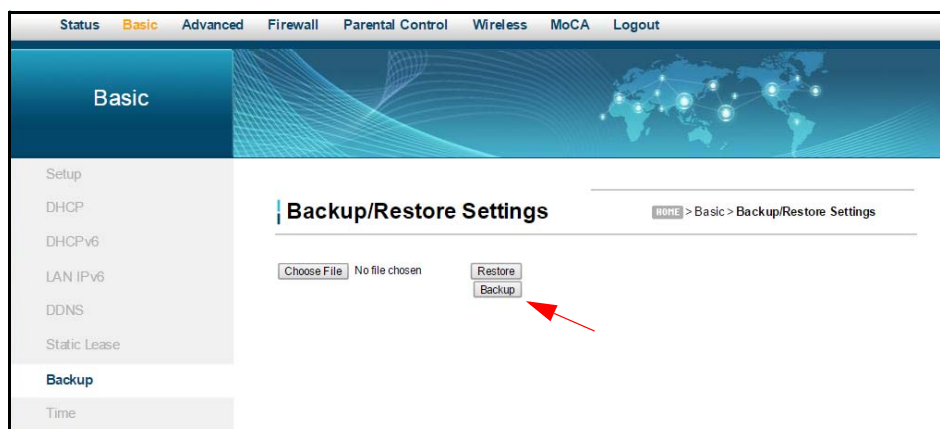 Status Basic Advanced Firewall Parental Control Wireless MoCA Logout
Basic
Setup
DHCP
DHCPv6
LAN IPv6
DDNS
Static Lease
Backup
Time
Backup/Restore Settings
HOME > Basic > Backup/Restore Settings
Choose File No file chosen Restore
Backup